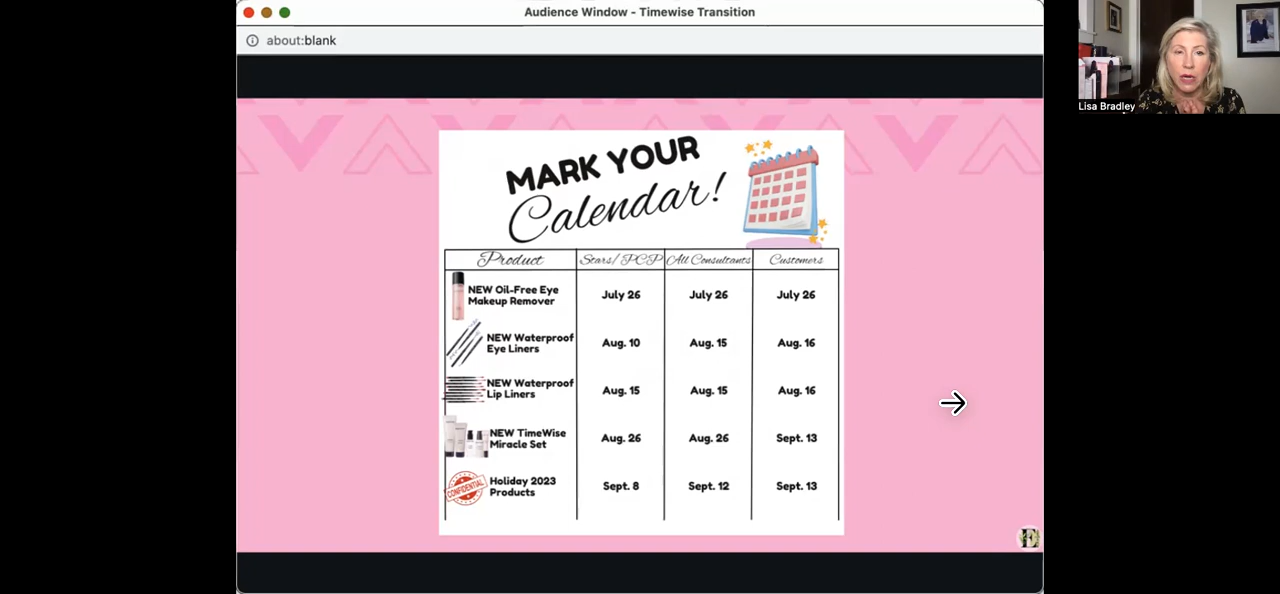 Audience Window - Timewise Transition
about:blank
Lisa Bradley
MARK YOUR
Calendar!
Product Stars/PCP All Consultants Customers
NEW Oil-Free Eye
Makeup Remover
July 26 July 26 July 26
NEW Waterproof
Eye Liners
Aug. 10 Aug. 15 Aug. 16
NEW Waterproof
Lip Liners
Aug. 15 Aug. 15 Aug. 16
NEW TimeWise
Miracle Set
Aug. 26 Aug. 26 Sept. 13
CONFIDENTIAL
Holiday 2023
Products
Sept. 8 Sept. 12 Sept. 13
E